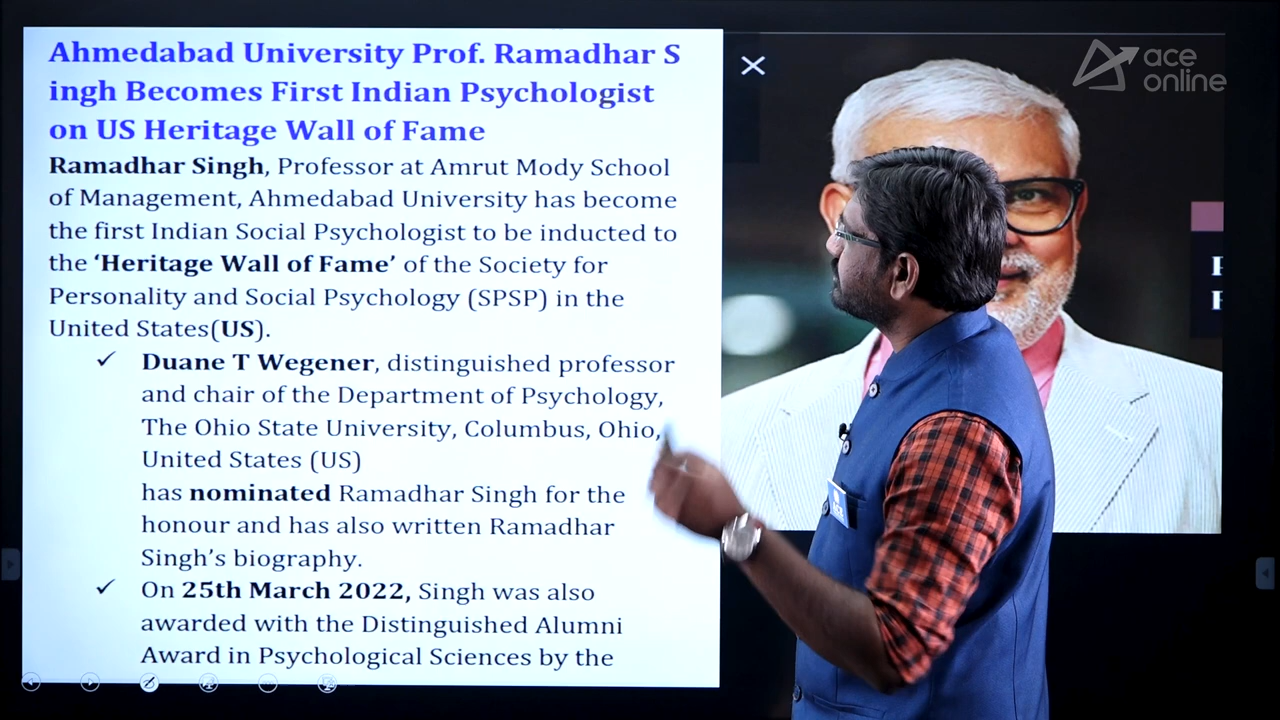 Ahmedabad University Prof. Ramadhar S
ingh Becomes First Indian Psychologist
on US Heritage Wall of Fame
Ramadhar Singh, Professor at Amrut Mody School
of Management, Ahmedabad University has become
the first Indian Social Psychologist to be inducted to
the ‘Heritage Wall of Fame’ of the Society for
Personality and Social Psychology (SPSP) in the
United States(US).
✓ Duane T Wegener, distinguished professor
and chair of the Department of Psychology,
The Ohio State University, Columbus, Ohio,
United States (US)
has nominated Ramadhar Singh for the
honour and has also written Ramadhar
Singh’s biography.
✓ On 25th March 2022, Singh was also
awarded with the Distinguished Alumni
Award in Psychological Sciences by the
ace
online